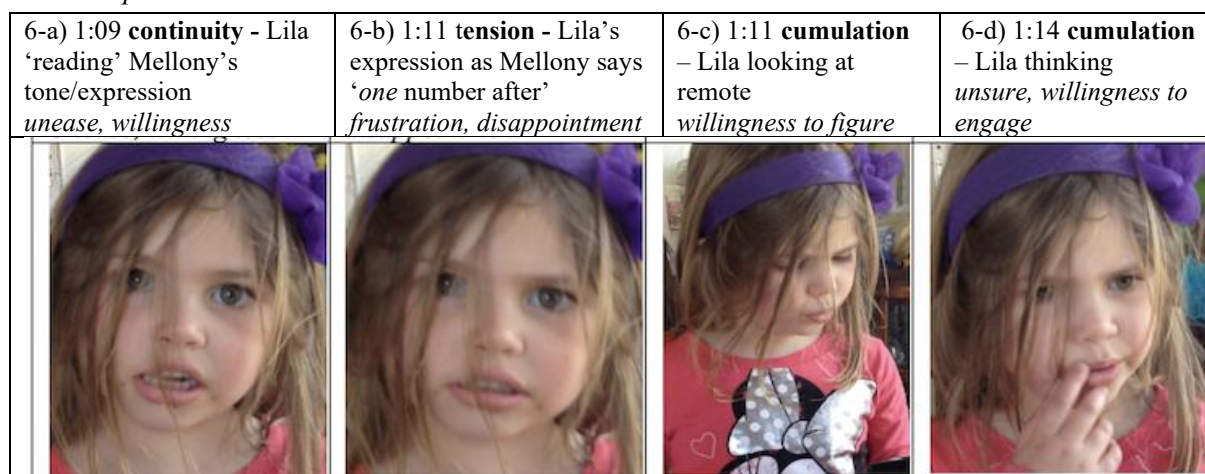 6-a) 1:09 continuity - Lila
‘reading’ Mellony’s
tone/expression
unease, willingness
6-b) 1:11 tension - Lila’s
expression as Mellony says
‘one number after’
frustration, disappointment
6-c) 1:11 cumulation
– Lila looking at
remote
willingness to figure
6-d) 1:14 cumulation
– Lila thinking
unsure, willingness to
engage